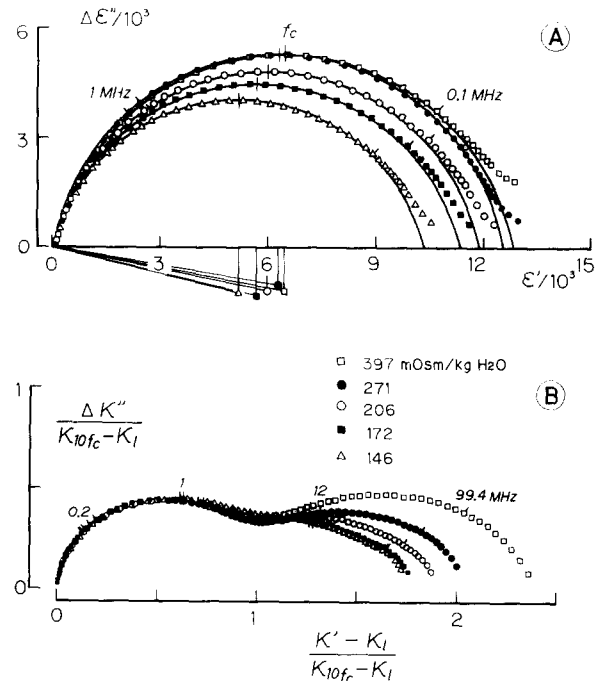 Δε"/10³
fc
A
6
1 MHz
0.1 MHz
3
0
0 3 6 9 12 15
ε'/10³
□ 397 mOsm/kg H2O
● 271
○ 206
■ 172
△ 146
B
1
ΔK"
K10fc-Kl
0.2
1
12
99.4 MHz
0
0 1 2
K' - Kl
K10fc-Kl